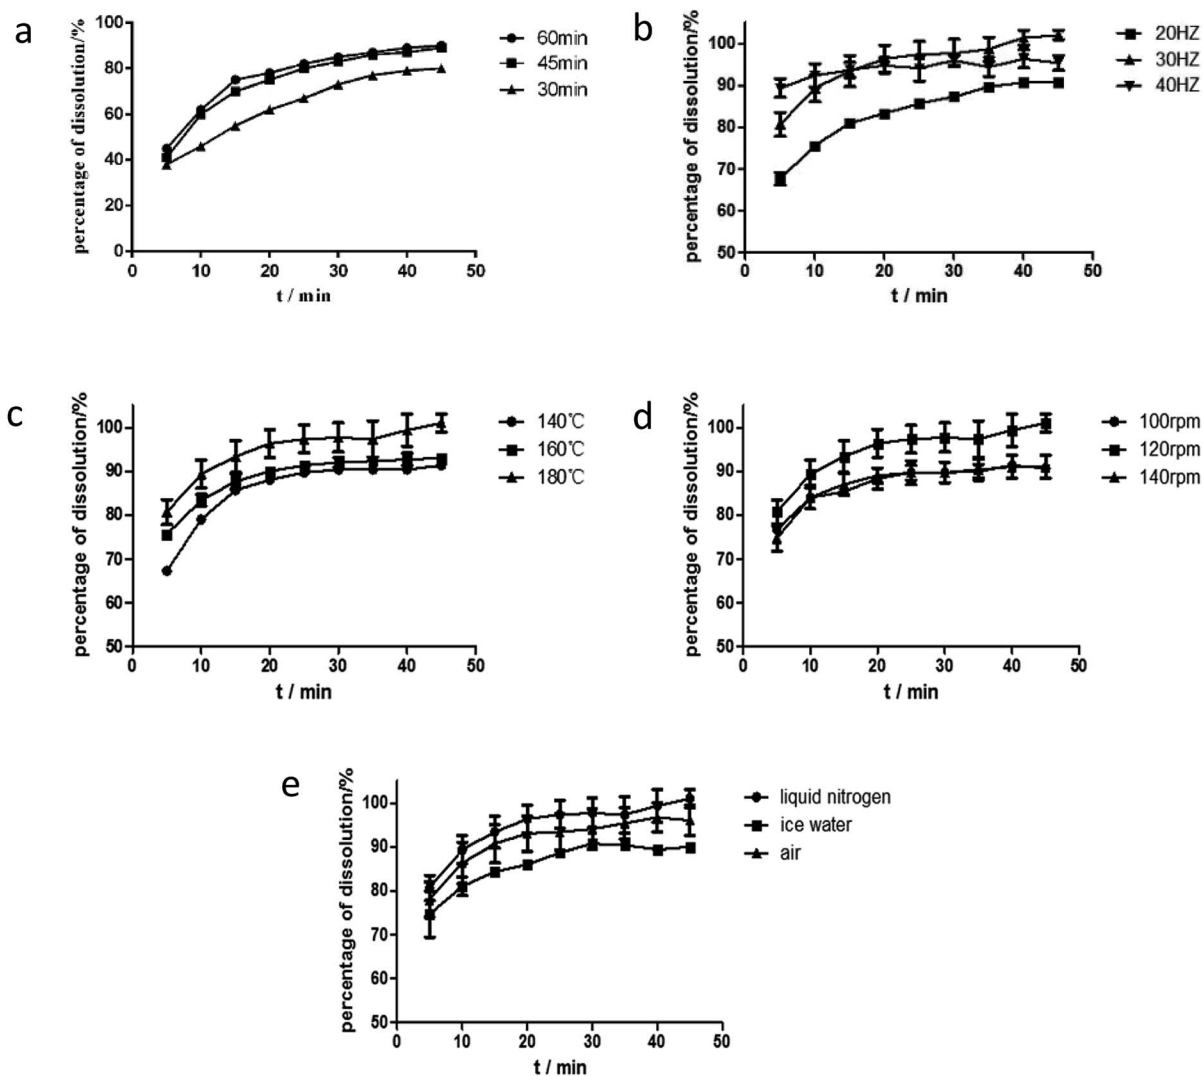 a
percentage of dissolution/%
100
80
60
40
20
0
0 10 20 30 40 50
t / min
60min
45min
30min
b
percentage of dissolution/%
100
90
80
70
60
50
0 10 20 30 40 50
t / min
20HZ
30HZ
40HZ
c
percentage of dissolution/%
100
90
80
70
60
50
0 10 20 30 40 50
t / min
140℃
160℃
180℃
d
percentage of dissolution/%
100
90
80
70
60
50
0 10 20 30 40 50
t / min
100rpm
120rpm
140rpm
e
percentage of dissolution/%
100
90
80
70
60
50
0 10 20 30 40 50
t / min
liquid nitrogen
ice water
air